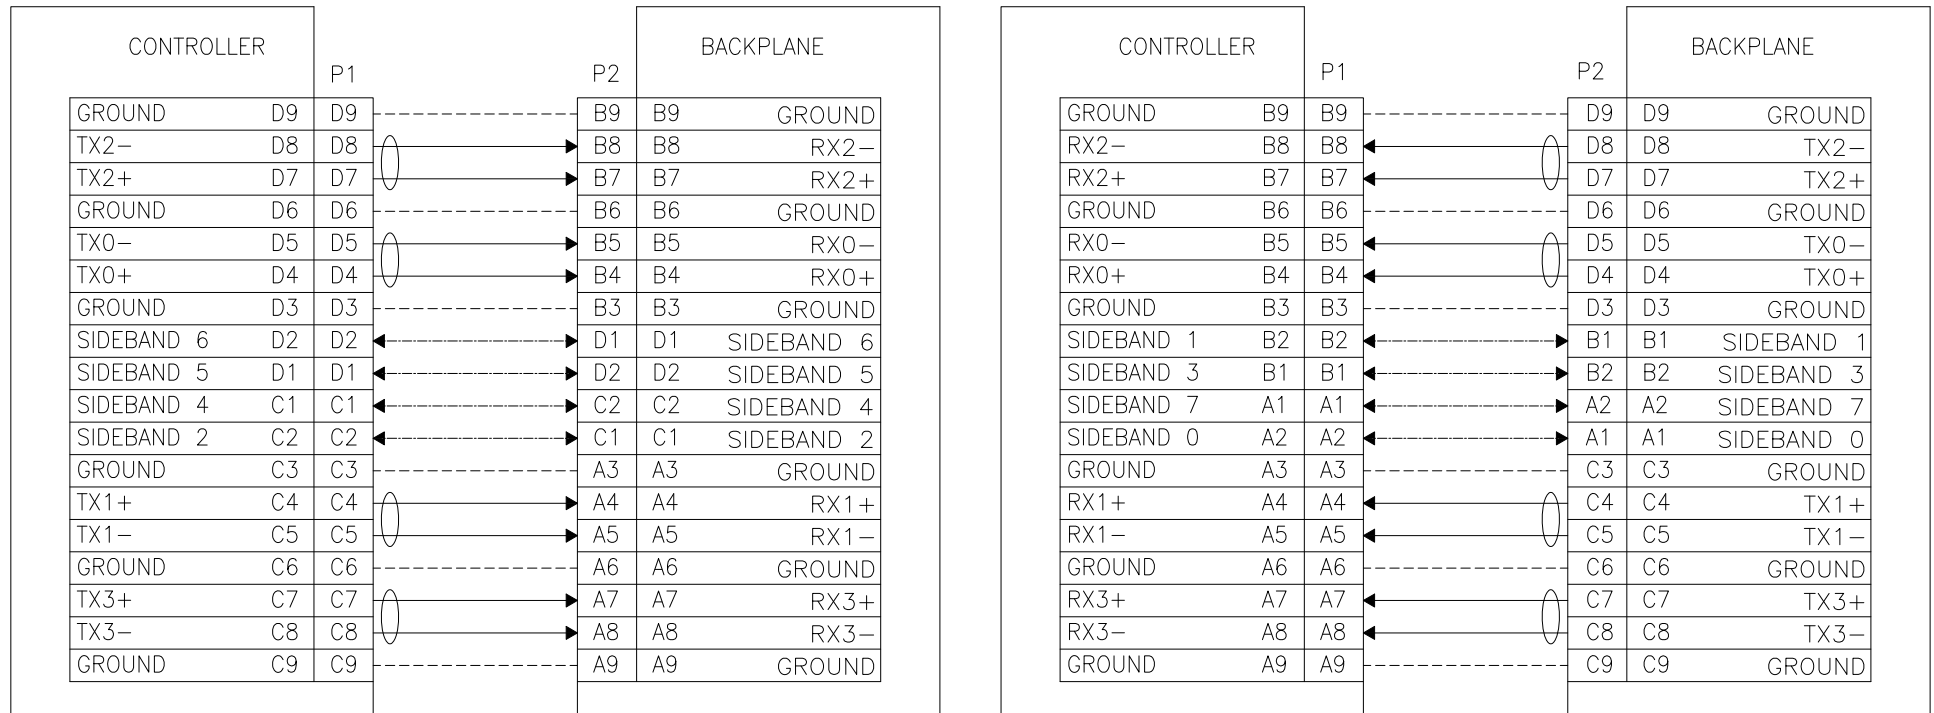 CONTROLLER BACKPLANE CONTROLLER BACKPLANE
P1 P2 P1 P2
GROUND D9 D9 B9 B9 GROUND GROUND B9 B9 D9 D9 GROUND
TX2- D8 D8 B8 B8 RX2- RX2- B8 B8 D8 D8 TX2-
TX2+ D7 D7 B7 B7 RX2+ RX2+ B7 B7 D7 D7 TX2+
GROUND D6 D6 B6 B6 GROUND GROUND B6 B6 D6 D6 GROUND
TX0- D5 D5 B5 B5 RX0- RX0- B5 B5 D5 D5 TX0-
TX0+ D4 D4 B4 B4 RX0+ RX0+ B4 B4 D4 D4 TX0+
GROUND D3 D3 B3 B3 GROUND GROUND B3 B3 D3 D3 GROUND
SIDEBAND 6 D2 D2 D1 D1 SIDEBAND 6 SIDEBAND 1 B2 B2 B1 B1 SIDEBAND 1
SIDEBAND 5 D1 D1 D2 D2 SIDEBAND 5 SIDEBAND 3 B1 B1 B2 B2 SIDEBAND 3
SIDEBAND 4 C1 C1 C2 C2 SIDEBAND 4 SIDEBAND 7 A1 A1 A2 A2 SIDEBAND 7
SIDEBAND 2 C2 C2 C1 C1 SIDEBAND 2 SIDEBAND 0 A2 A2 A1 A1 SIDEBAND 0
GROUND C3 C3 A3 A3 GROUND GROUND A3 A3 C3 C3 GROUND
TX1+ C4 C4 A4 A4 RX1+ RX1+ A4 A4 C4 C4 TX1+
TX1- C5 C5 A5 A5 RX1- RX1- A5 A5 C5 C5 TX1-
GROUND C6 C6 A6 A6 GROUND GROUND A6 A6 C6 C6 GROUND
TX3+ C7 C7 A7 A7 RX3+ RX3+ A7 A7 C7 C7 TX3+
TX3- C8 C8 A8 A8 RX3- RX3- A8 A8 C8 C8 TX3-
GROUND C9 C9 A9 A9 GROUND GROUND A9 A9 C9 C9 GROUND